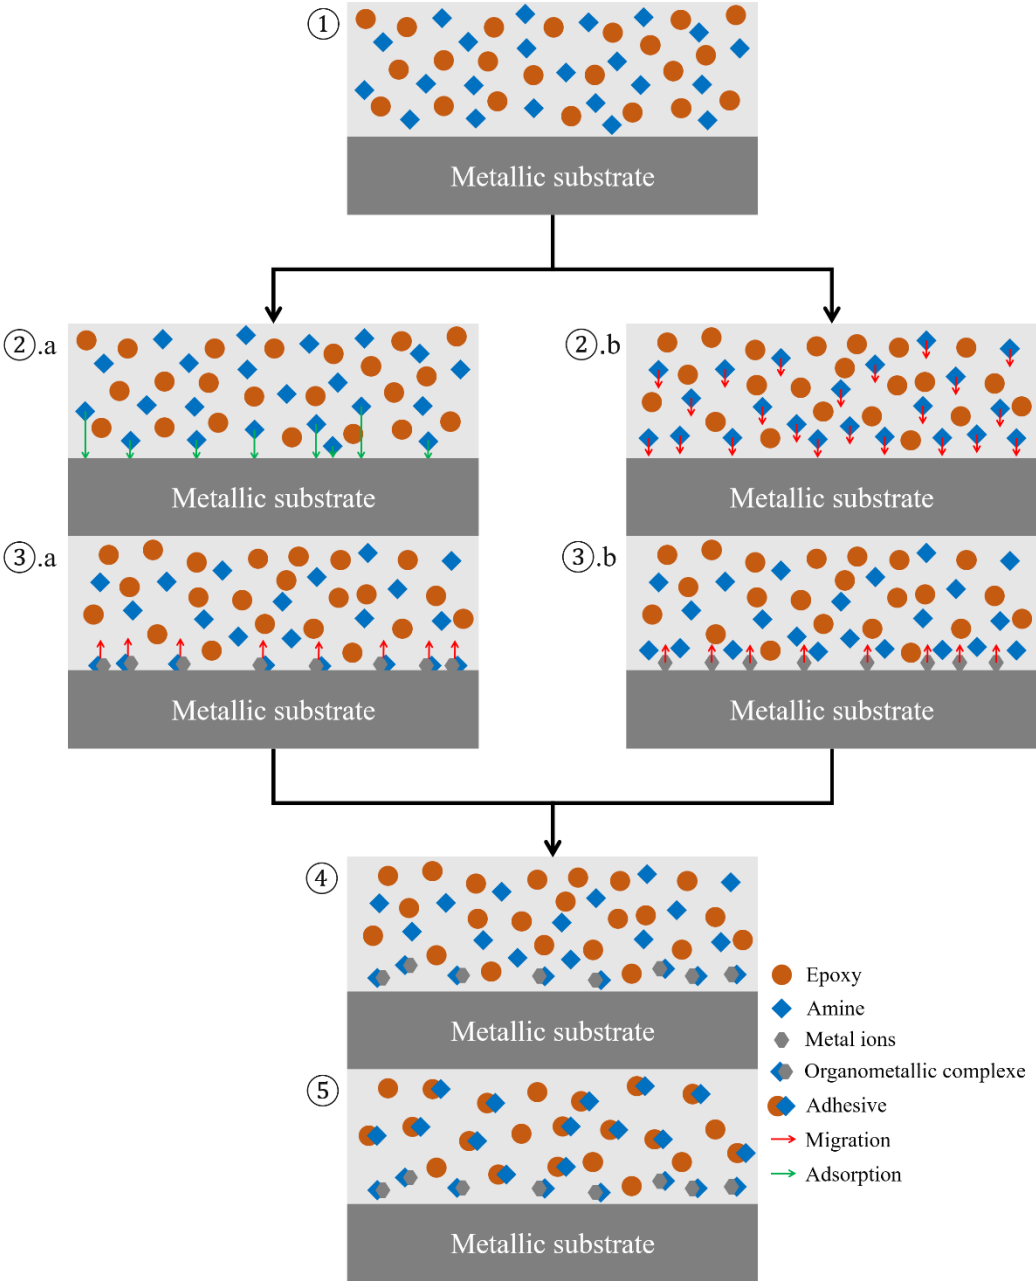 ①
Metallic substrate
②.a
②.b
Metallic substrate
Metallic substrate
③.a
③.b
Metallic substrate
Metallic substrate
④
Metallic substrate
⑤
Metallic substrate
Epoxy
Amine
Metal ions
Organometallic complexe
Adhesive
Migration
Adsorption